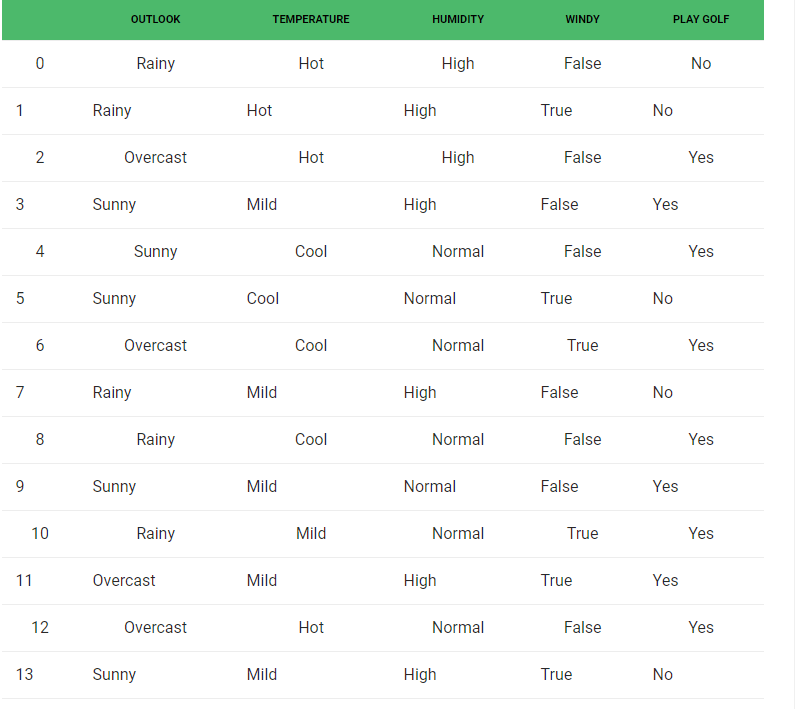 OUTLOOK TEMPERATURE HUMIDITY WINDY PLAY GOLF
0 Rainy Hot High False No
1 Rainy Hot High True No
2 Overcast Hot High False Yes
3 Sunny Mild High False Yes
4 Sunny Cool Normal False Yes
5 Sunny Cool Normal True No
6 Overcast Cool Normal True Yes
7 Rainy Mild High False No
8 Rainy Cool Normal False Yes
9 Sunny Mild Normal False Yes
10 Rainy Mild Normal True Yes
11 Overcast Mild High True Yes
12 Overcast Hot Normal False Yes
13 Sunny Mild High True No